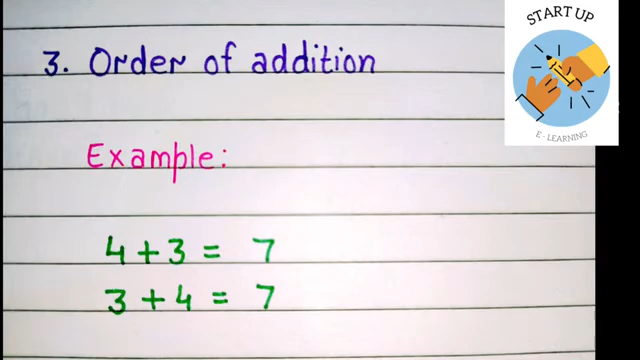 START UP
3. Order of addition
E - LEARNING
Example:
4 + 3 = 7
3 + 4 = 7